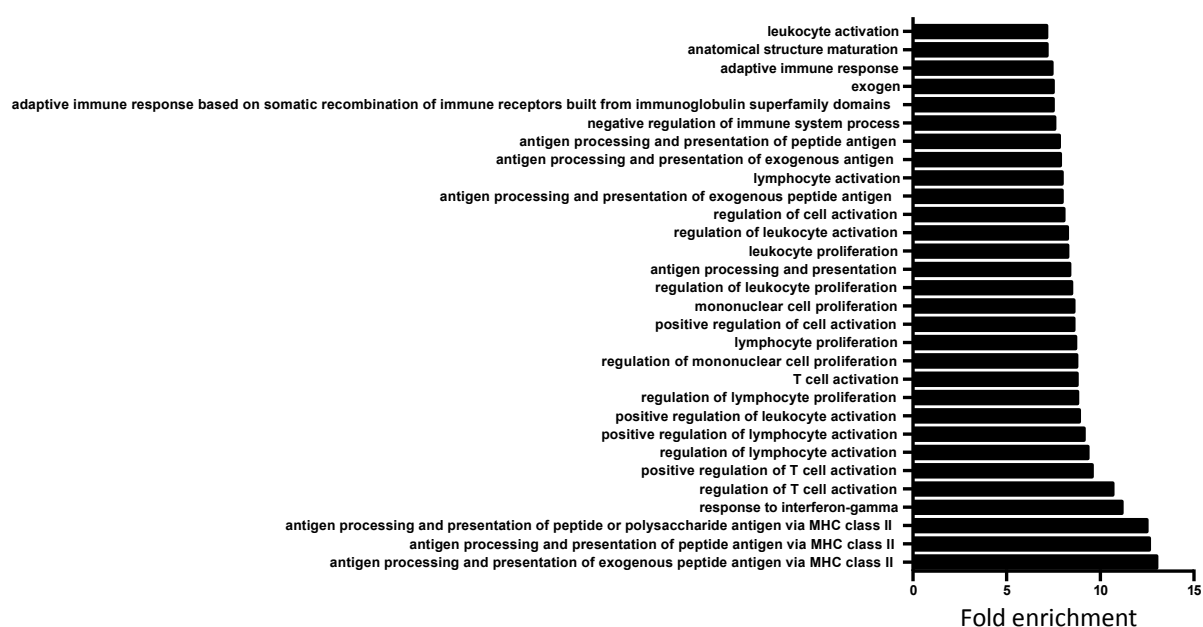 leukocyte activation
anatomical structure maturation
adaptive immune response
exogen
adaptive immune response based on somatic recombination of immune receptors built from immunoglobulin superfamily domains
negative regulation of immune system process
antigen processing and presentation of peptide antigen
antigen processing and presentation of exogenous antigen
lymphocyte activation
antigen processing and presentation of exogenous peptide antigen
regulation of cell activation
regulation of leukocyte activation
leukocyte proliferation
antigen processing and presentation
regulation of leukocyte proliferation
mononuclear cell proliferation
positive regulation of cell activation
lymphocyte proliferation
regulation of mononuclear cell proliferation
T cell activation
regulation of lymphocyte proliferation
positive regulation of leukocyte activation
positive regulation of lymphocyte activation
regulation of lymphocyte activation
positive regulation of T cell activation
regulation of T cell activation
response to interferon-gamma
antigen processing and presentation of peptide or polysaccharide antigen via MHC class II
antigen processing and presentation of peptide antigen via MHC class II
antigen processing and presentation of exogenous peptide antigen via MHC class II
0 5 10 15
Fold enrichment